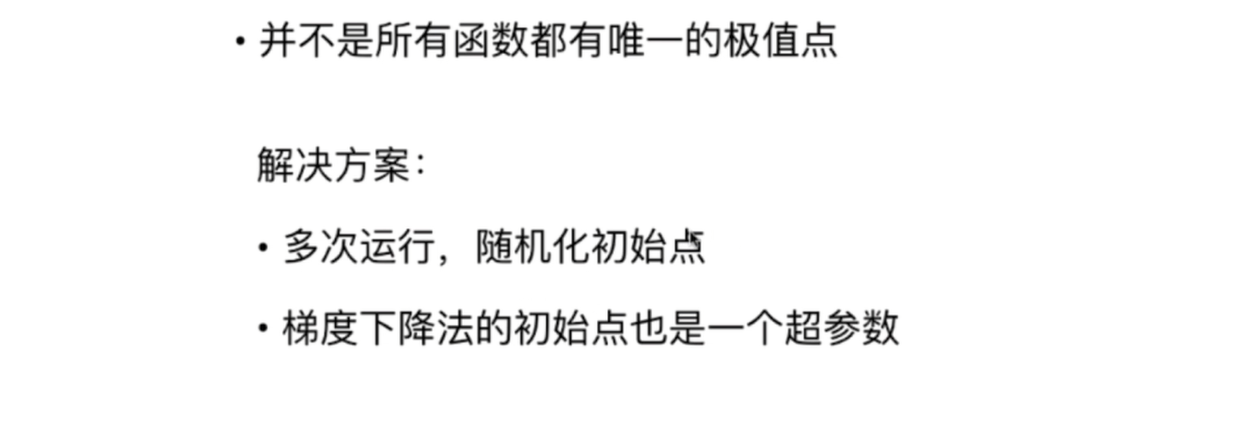 • 并不是所有函数都有唯一的极值点
解决方案：
• 多次运行，随机化初始点
• 梯度下降法的初始点也是一个超参数